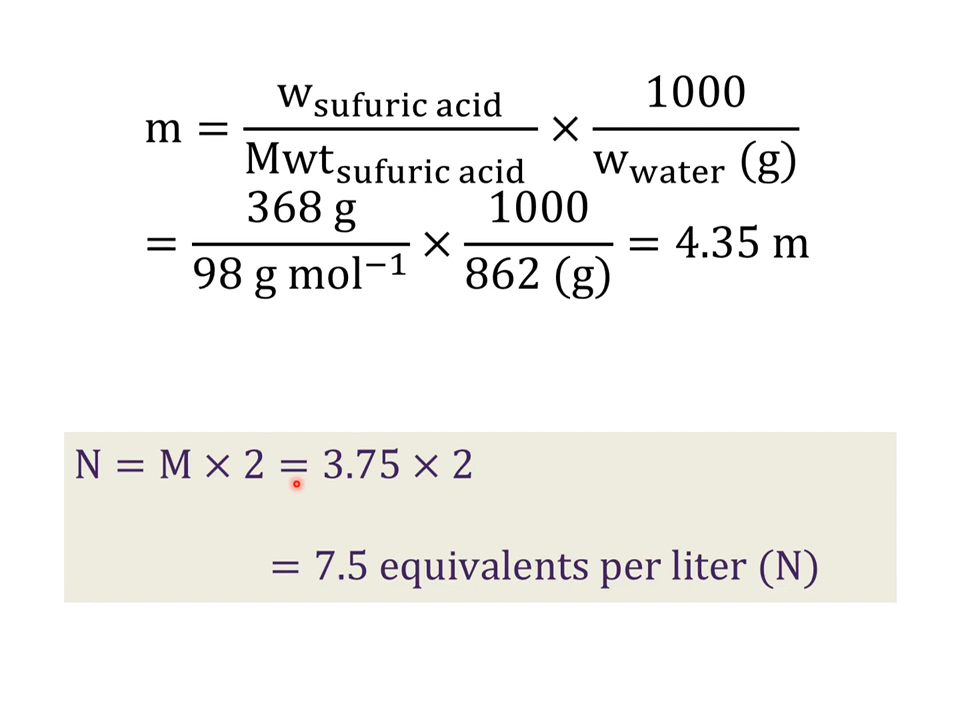 m = w_sufuric acid / Mwt_sufuric acid × 1000 / w_water (g)
= 368 g / 98 g mol⁻¹ × 1000 / 862 (g) = 4.35 m
N = M × 2 = 3.75 × 2
= 7.5 equivalents per liter (N)